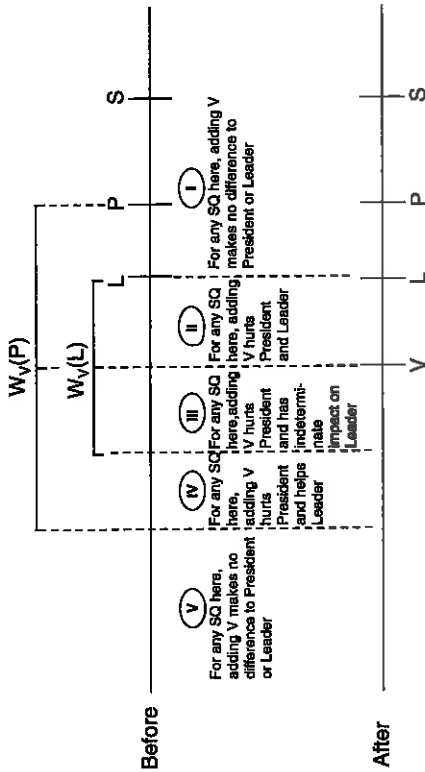 W_V(P)
W_V(L)
Before
L
P
S
V
For any SQ here,
adding V makes no
difference to President
or Leader
IV
For any SQ
here,
adding V
hurts
President
and helps
Leader
III
For any SQ
here, adding
V hurts
President
and has
indetermi-
nate
impact on
Leader
II
For any SQ
here, adding
V hurts
President
and Leader
I
For any SQ here, adding V
makes no difference to
President or Leader
After
V
L
P
S